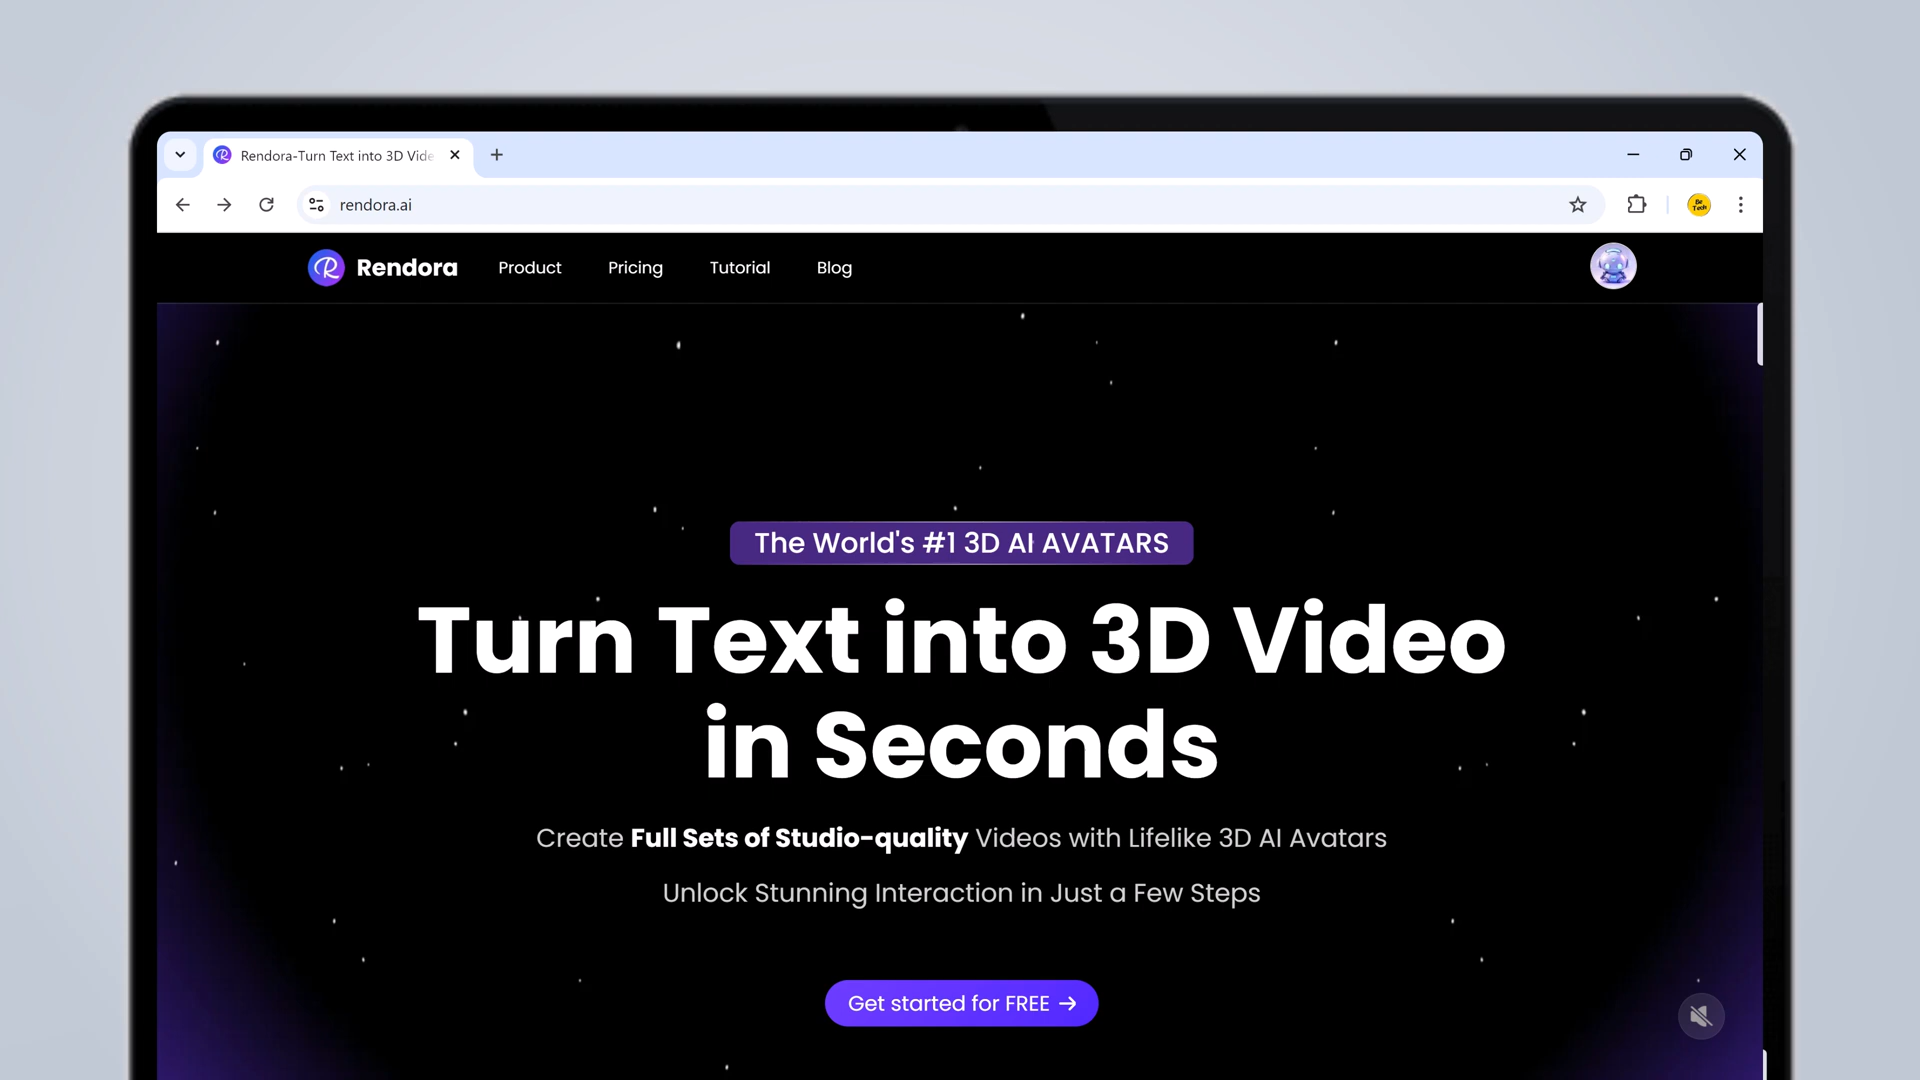 Rendora-Turn Text into 3D Vide
rendora.ai
Be
Tech
Rendora
Product
Pricing
Tutorial
Blog
The World's #1 3D AI AVATARS
Turn Text into 3D Video
in Seconds
Create Full Sets of Studio-quality Videos with Lifelike 3D AI Avatars
Unlock Stunning Interaction in Just a Few Steps
Get started for FREE →